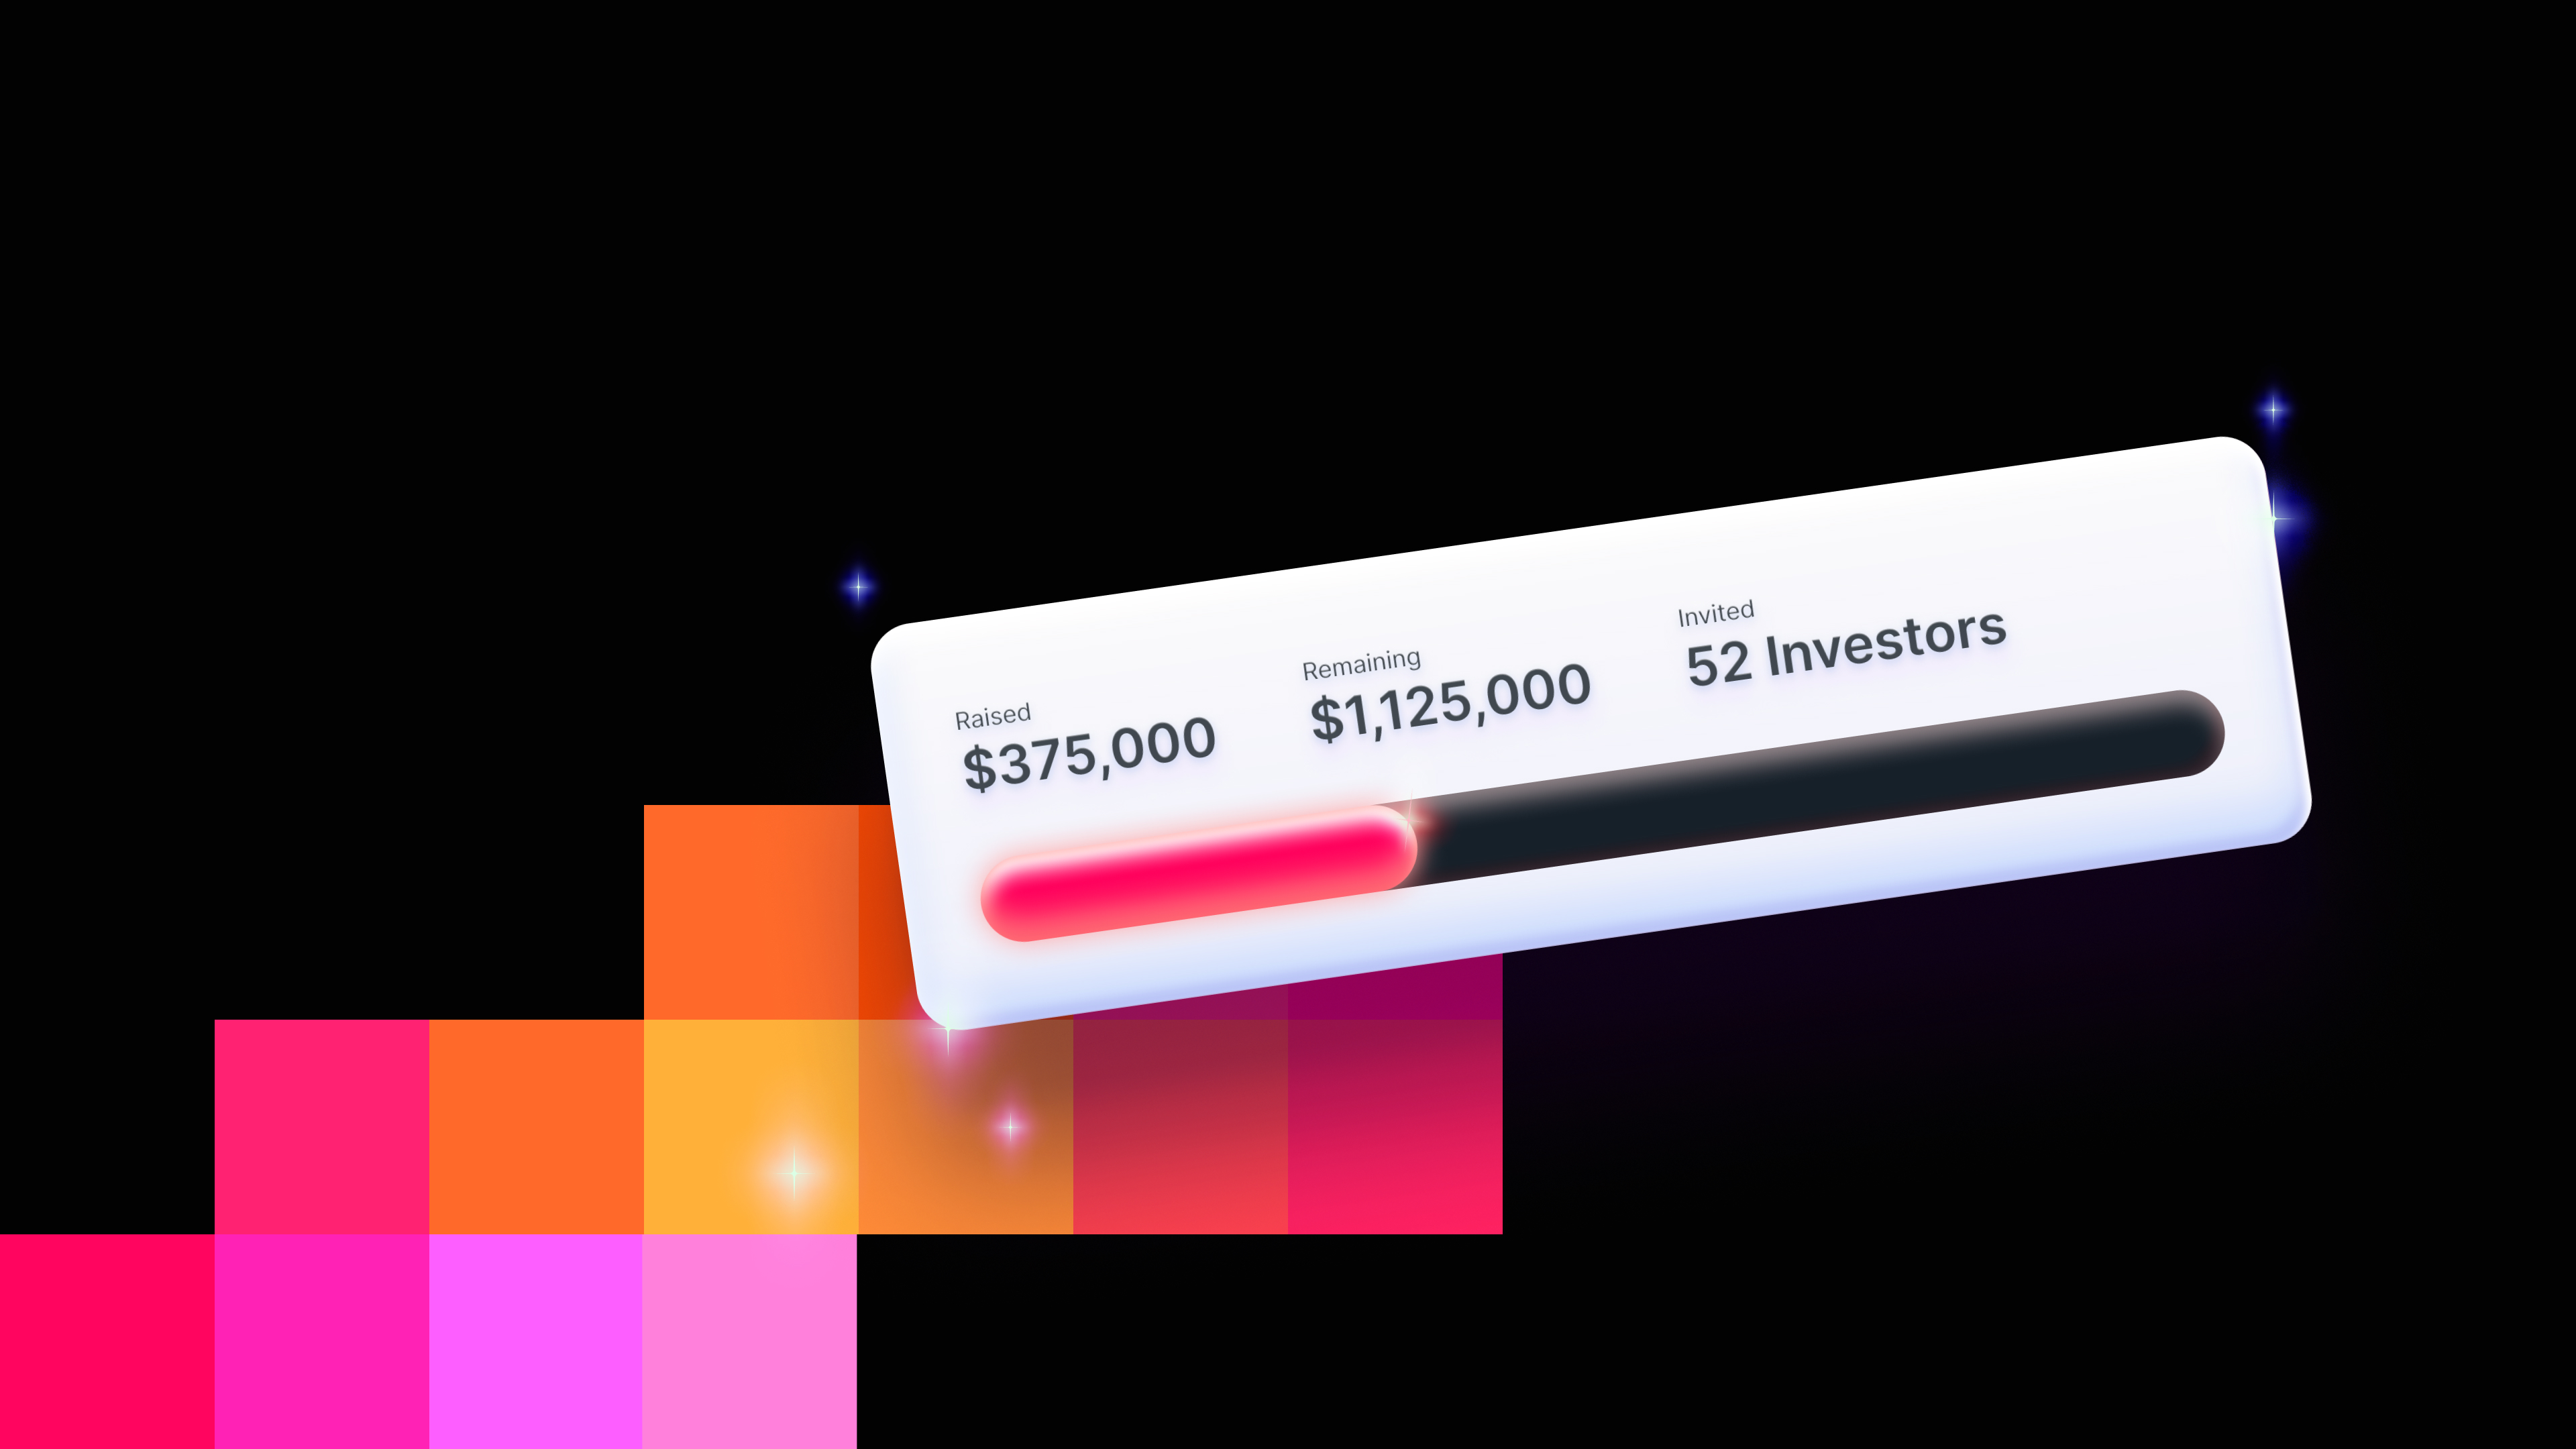 Raised
$375,000
Remaining
$1,125,000
Invited
52 Investors